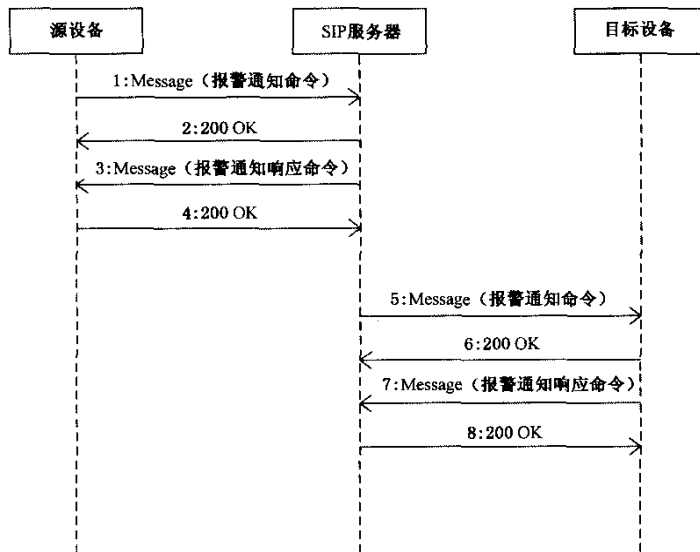 源设备
SIP服务器
目标设备
1:Message（报警通知命令）
2:200 OK
3:Message（报警通知响应命令）
4:200 OK
5:Message（报警通知命令）
6:200 OK
7:Message（报警通知响应命令）
8:200 OK